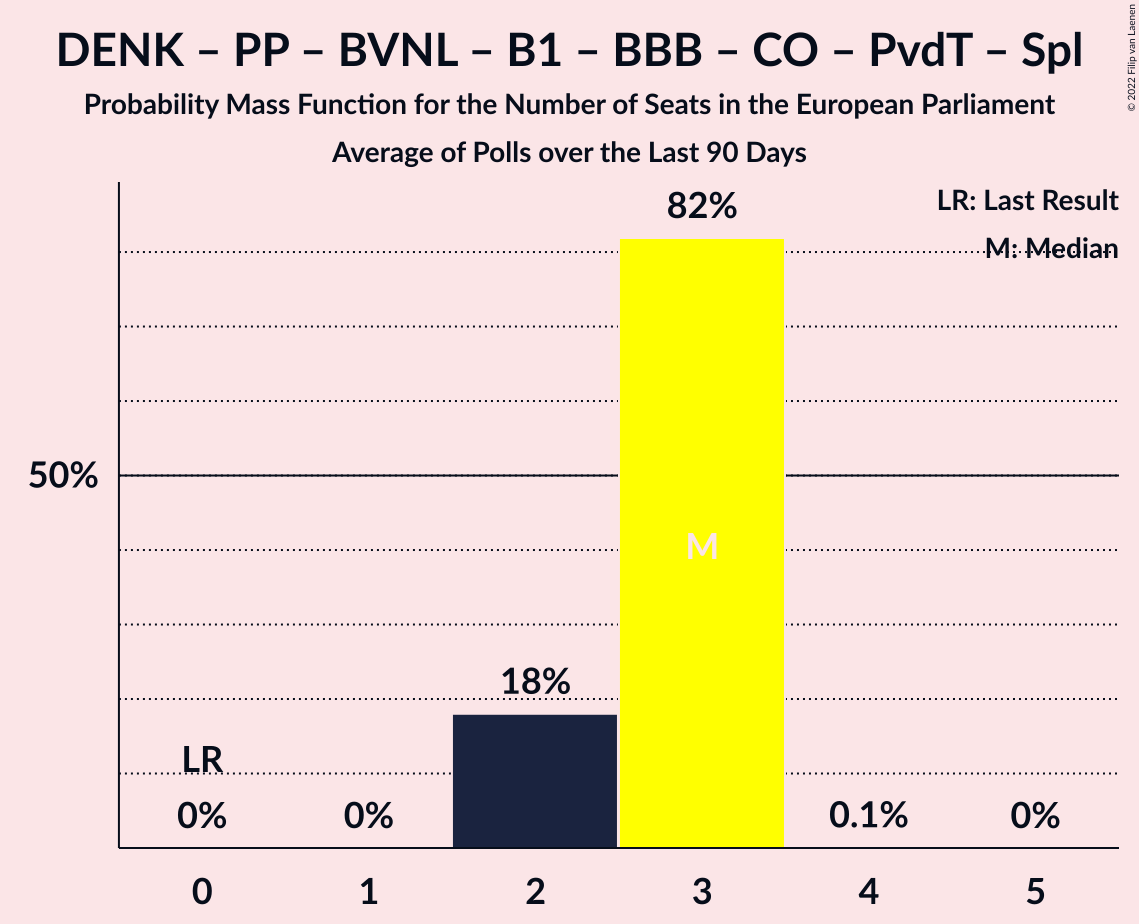 DENK – PP – BVNL – B1 – BBB – CO – PvdT – Spl
Probability Mass Function for the Number of Seats in the European Parliament
Average of Polls over the Last 90 Days
© 2022 Filip van Laenen
LR: Last Result
M: Median
82%
50%
M
18%
LR
0%
0%
0.1%
0%
0
1
2
3
4
5